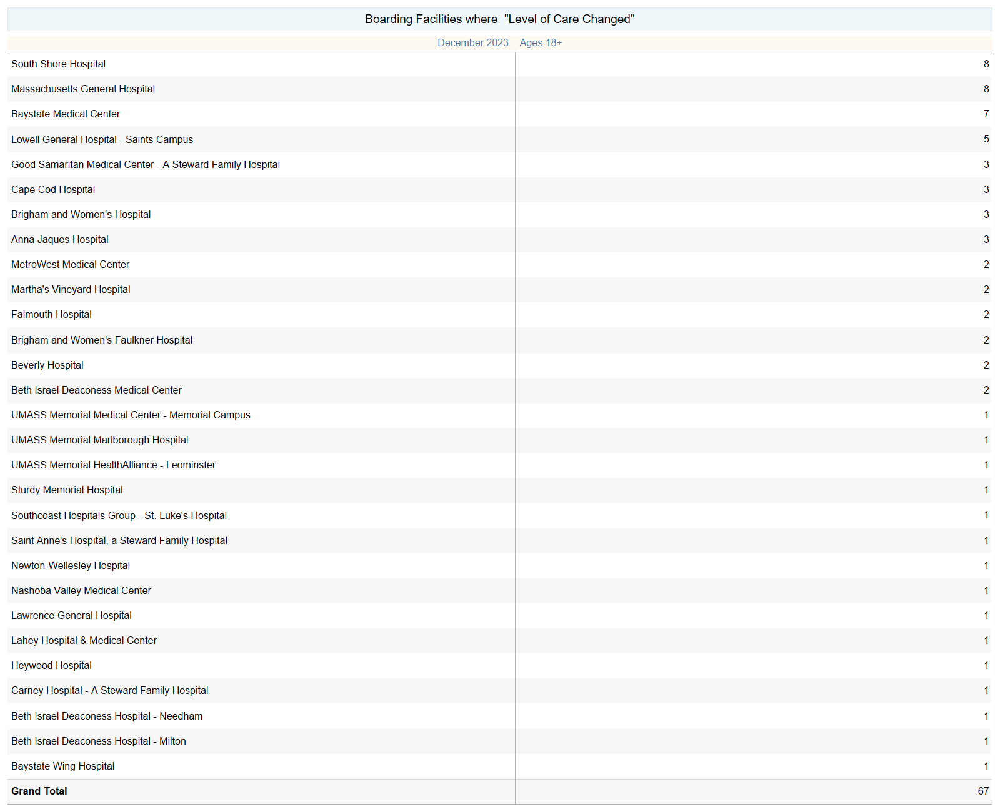 Boarding Facilities where  "Level of Care Changed"
December 2023 Ages 18+
South Shore Hospital 8
Massachusetts General Hospital 8
Baystate Medical Center 7
Lowell General Hospital - Saints Campus 5
Good Samaritan Medical Center - A Steward Family Hospital 3
Cape Cod Hospital 3
Brigham and Women's Hospital 3
Anna Jaques Hospital 3
MetroWest Medical Center 2
Martha's Vineyard Hospital 2
Falmouth Hospital 2
Brigham and Women's Faulkner Hospital 2
Beverly Hospital 2
Beth Israel Deaconess Medical Center 2
UMASS Memorial Medical Center - Memorial Campus 1
UMASS Memorial Marlborough Hospital 1
UMASS Memorial HealthAlliance - Leominster 1
Sturdy Memorial Hospital 1
Southcoast Hospitals Group - St. Luke's Hospital 1
Saint Anne's Hospital, a Steward Family Hospital 1
Newton-Wellesley Hospital 1
Nashoba Valley Medical Center 1
Lawrence General Hospital 1
Lahey Hospital & Medical Center 1
Heywood Hospital 1
Carney Hospital - A Steward Family Hospital 1
Beth Israel Deaconess Hospital - Needham 1
Beth Israel Deaconess Hospital - Milton 1
Baystate Wing Hospital 1
Grand Total 67